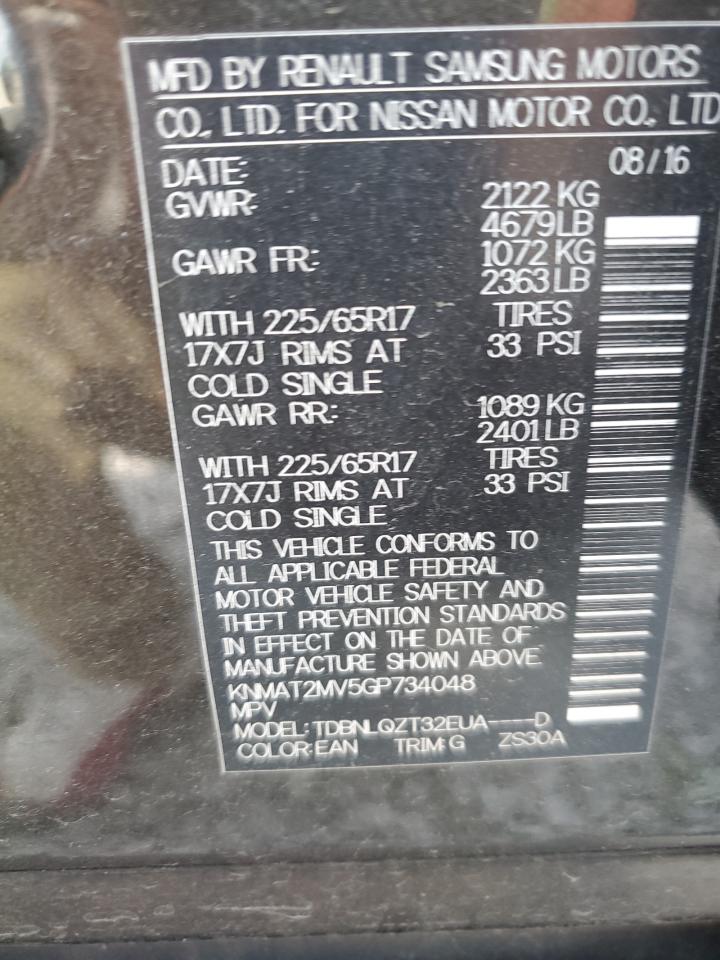 MFD BY RENAULT SAMSUNG MOTORS
CO., LTD. FOR NISSAN MOTOR CO., LTD
DATE: 08/16
GVWR: 2122 KG
4679 LB
GAWR FR: 1072 KG
2363 LB
WITH 225/65R17 TIRES
17X7J RIMS AT 33 PSI
COLD SINGLE
GAWR RR: 1089 KG
2401 LB
WITH 225/65R17 TIRES
17X7J RIMS AT 33 PSI
COLD SINGLE
THIS VEHICLE CONFORMS TO
ALL APPLICABLE FEDERAL
MOTOR VEHICLE SAFETY AND
THEFT PREVENTION STANDARDS
IN EFFECT ON THE DATE OF
MANUFACTURE SHOWN ABOVE
KNMAT2MV5GP734048
MPV
MODEL: TDBNLQZT32EUA----D
COLOR:EAN TRIM:G ZS30A